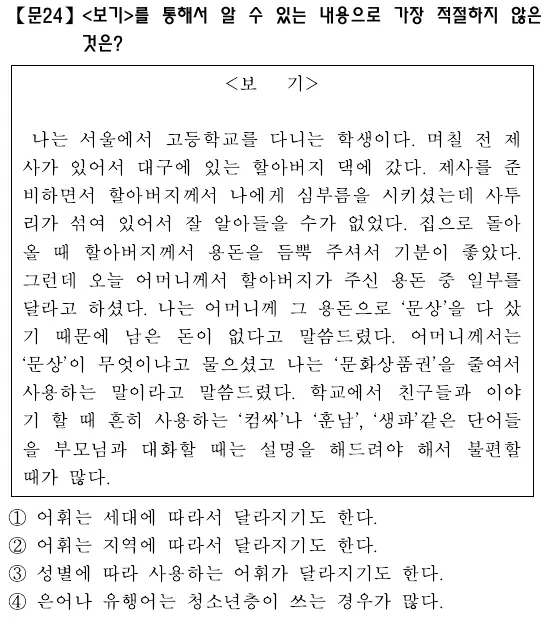 【문24】 <보기>를 통해서 알 수 있는 내용으로 가장 적절하지 않은
것은?
<보 기>
나는 서울에서 고등학교를 다니는 학생이다. 며칠 전 제
사가 있어서 대구에 있는 할아버지 댁에 갔다. 제사를 준
비하면서 할아버지께서 나에게 심부름을 시키셨는데 사투
리가 섞여 있어서 잘 알아들을 수가 없었다. 집으로 돌아
올 때 할아버지께서 용돈을 듬뿍 주셔서 기분이 좋았다.
그런데 오늘 어머니께서 할아버지가 주신 용돈 중 일부를
달라고 하셨다. 나는 어머니께 그 용돈으로 ‘문상’을 다 샀
기 때문에 남은 돈이 없다고 말씀드렸다. 어머니께서는
‘문상’이 무엇이냐고 물으셨고 나는 ‘문화상품권’을 줄여서
사용하는 말이라고 말씀드렸다. 학교에서 친구들과 이야
기 할 때 흔히 사용하는 ‘컴싸’나 ‘훈남’, ‘생파’같은 단어들
을 부모님과 대화할 때는 설명을 해드려야 해서 불편할
때가 많다.
① 어휘는 세대에 따라서 달라지기도 한다.
② 어휘는 지역에 따라서 달라지기도 한다.
③ 성별에 따라 사용하는 어휘가 달라지기도 한다.
④ 은어나 유행어는 청소년층이 쓰는 경우가 많다.